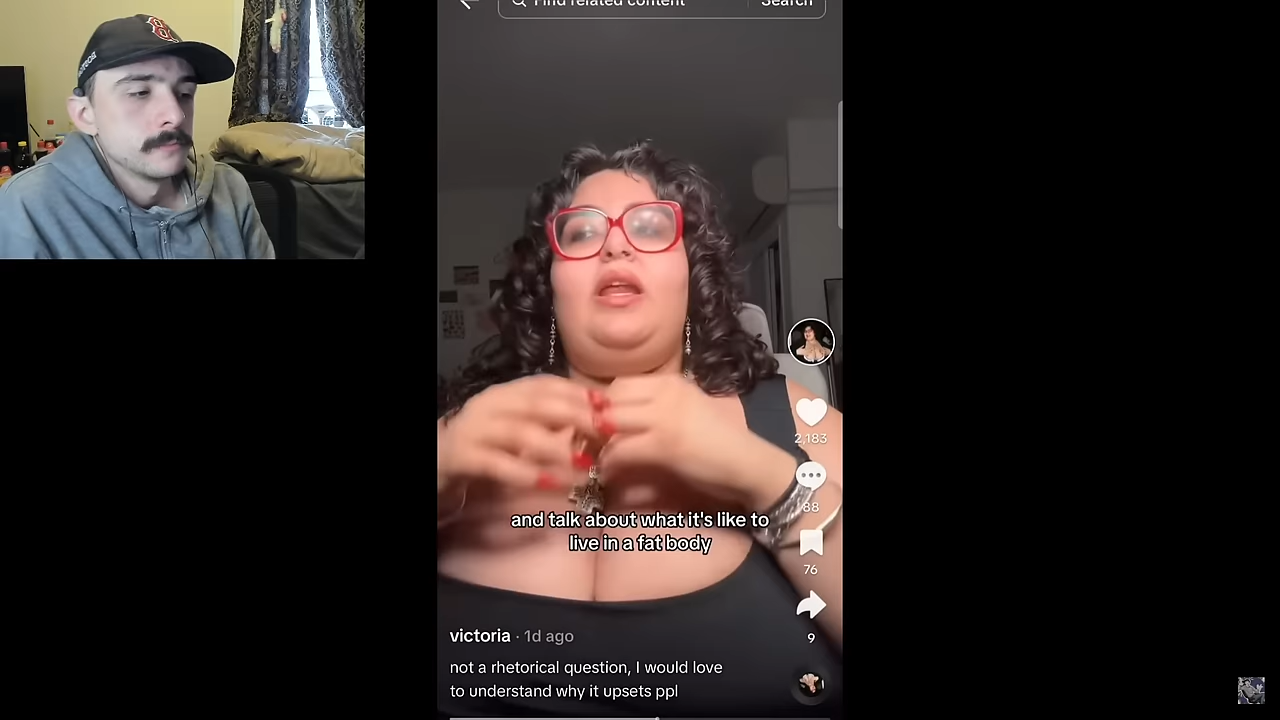 Find related content
Search
2,183
88
and talk about what it's like to
live in a fat body
76
9
victoria · 1d ago
not a rhetorical question, I would love
to understand why it upsets ppl